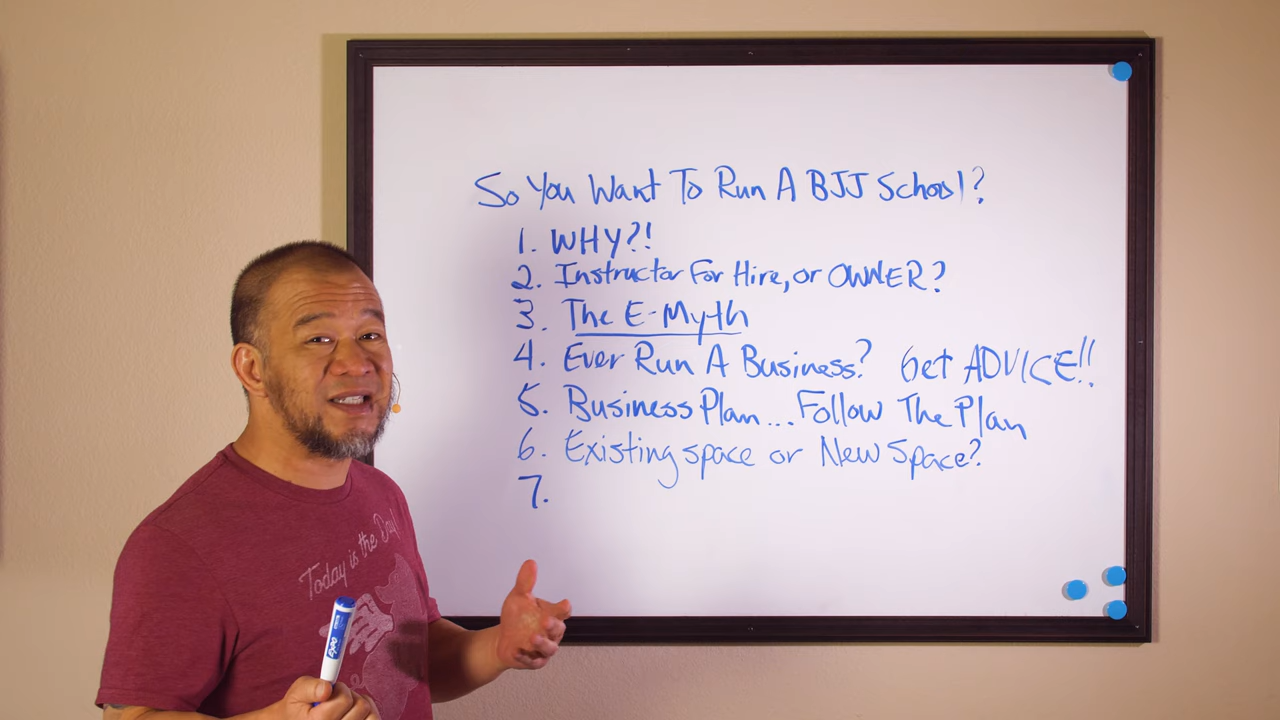 So You Want To Run A BJJ School?
1. WHY?!
2. Instructor For Hire, or OWNER?
3. The E-Myth
4. Ever Run A Business? Get ADVICE!!
5. Business Plan... Follow The Plan
6. Existing space or New Space?
7.
Today is the Day!
EXPO